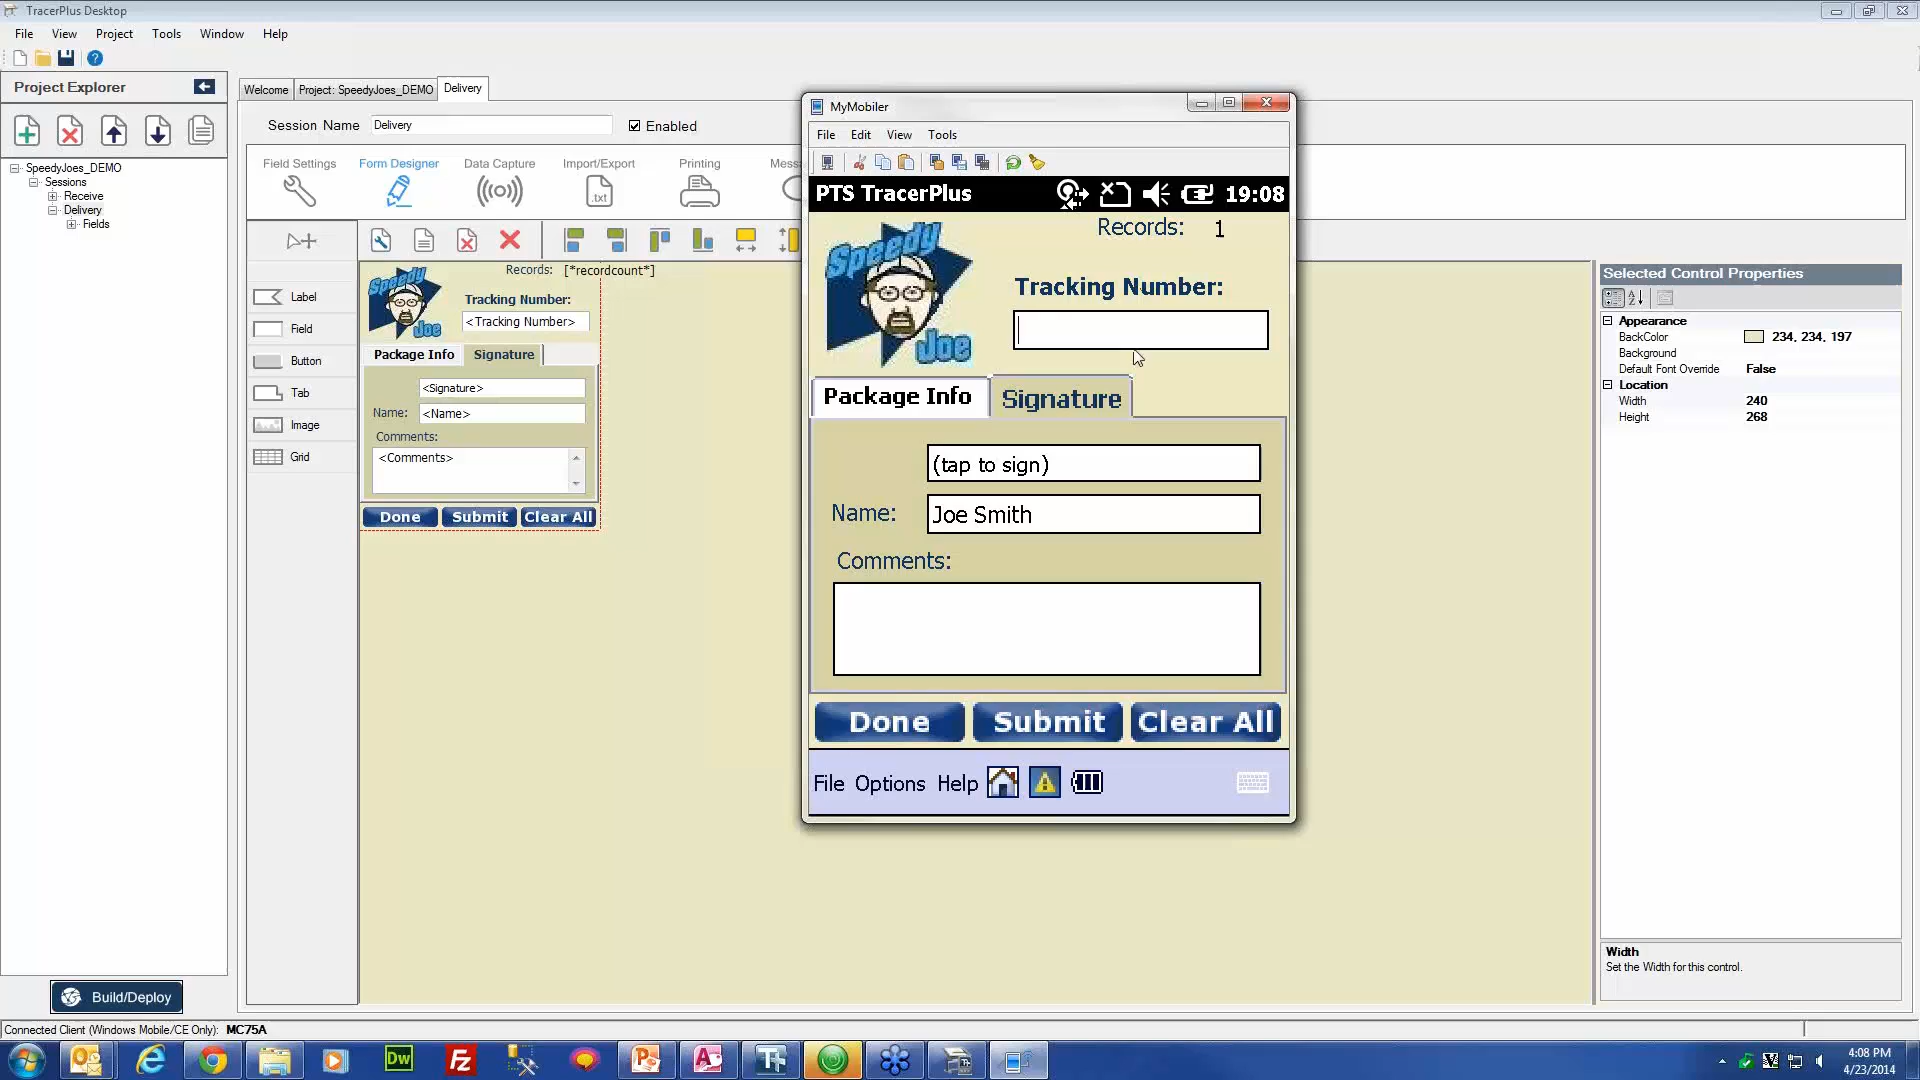 TracerPlus Desktop
File View Project Tools Window Help
Project Explorer
SpeedyJoes_DEMO
Sessions
Receive
Delivery
Fields
Build/Deploy
Welcome Project: SpeedyJoes_DEMO Delivery
Session Name Delivery Enabled
Field Settings Form Designer Data Capture Import/Export Printing
.txt
Label
Field
Button
Tab
Image
Grid
Records: [*recordcount*]
Speedy
Joe
Tracking Number:
<Tracking Number>
Package Info Signature
<Signature>
Name: <Name>
Comments:
<Comments>
Done Submit Clear All
MyMobiler
File Edit View Tools
PTS TracerPlus 19:08
Records: 1
Speedy
Joe
Tracking Number:
Package Info Signature
(tap to sign)
Name: Joe Smith
Comments:
Done Submit Clear All
File Options Help
Selected Control Properties
Appearance
BackColor 234, 234, 197
Background
Default Font Override False
Location
Width 240
Height 268
Width
Set the Width for this control.
Connected Client (Windows Mobile/CE Only): MC75A
Dw
Fz
4:08 PM
4/23/2014